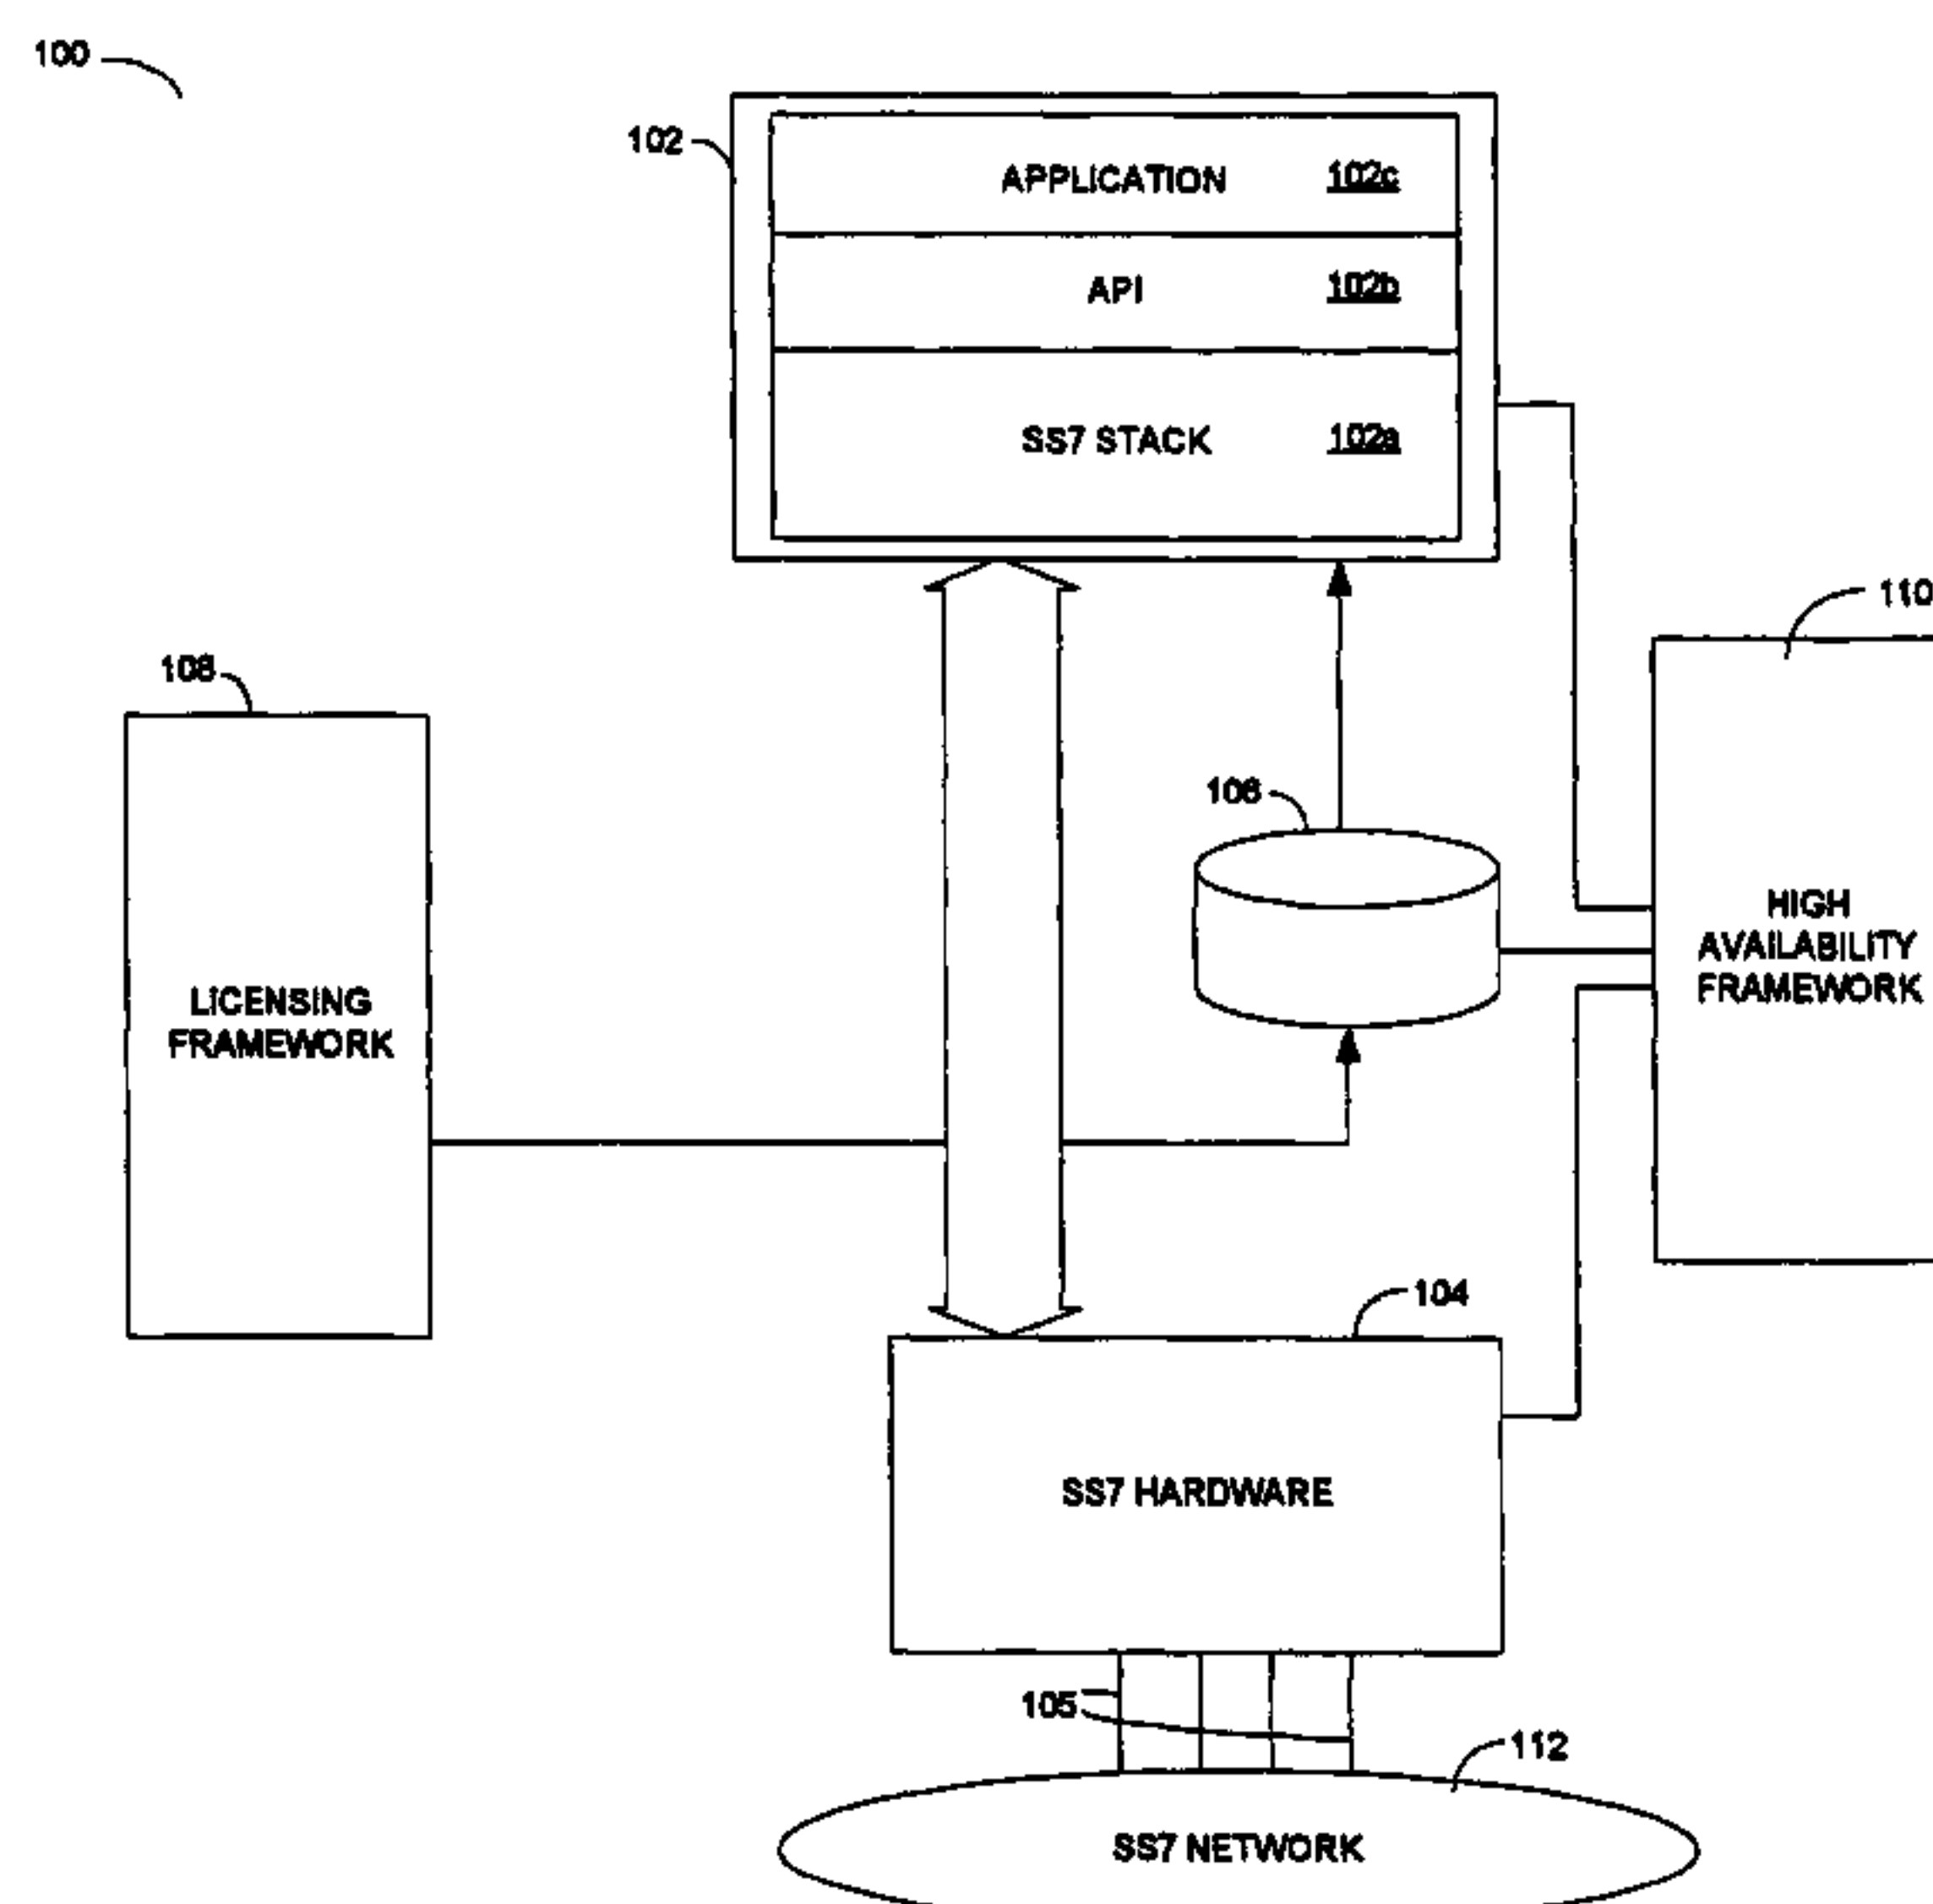 100
102
APPLICATION 102c
API 102b
SS7 STACK 102a
110
108
106
HIGH
AVAILABILITY
FRAMEWORK
LICENSING
FRAMEWORK
104
SS7 HARDWARE
105
112
SS7 NETWORK